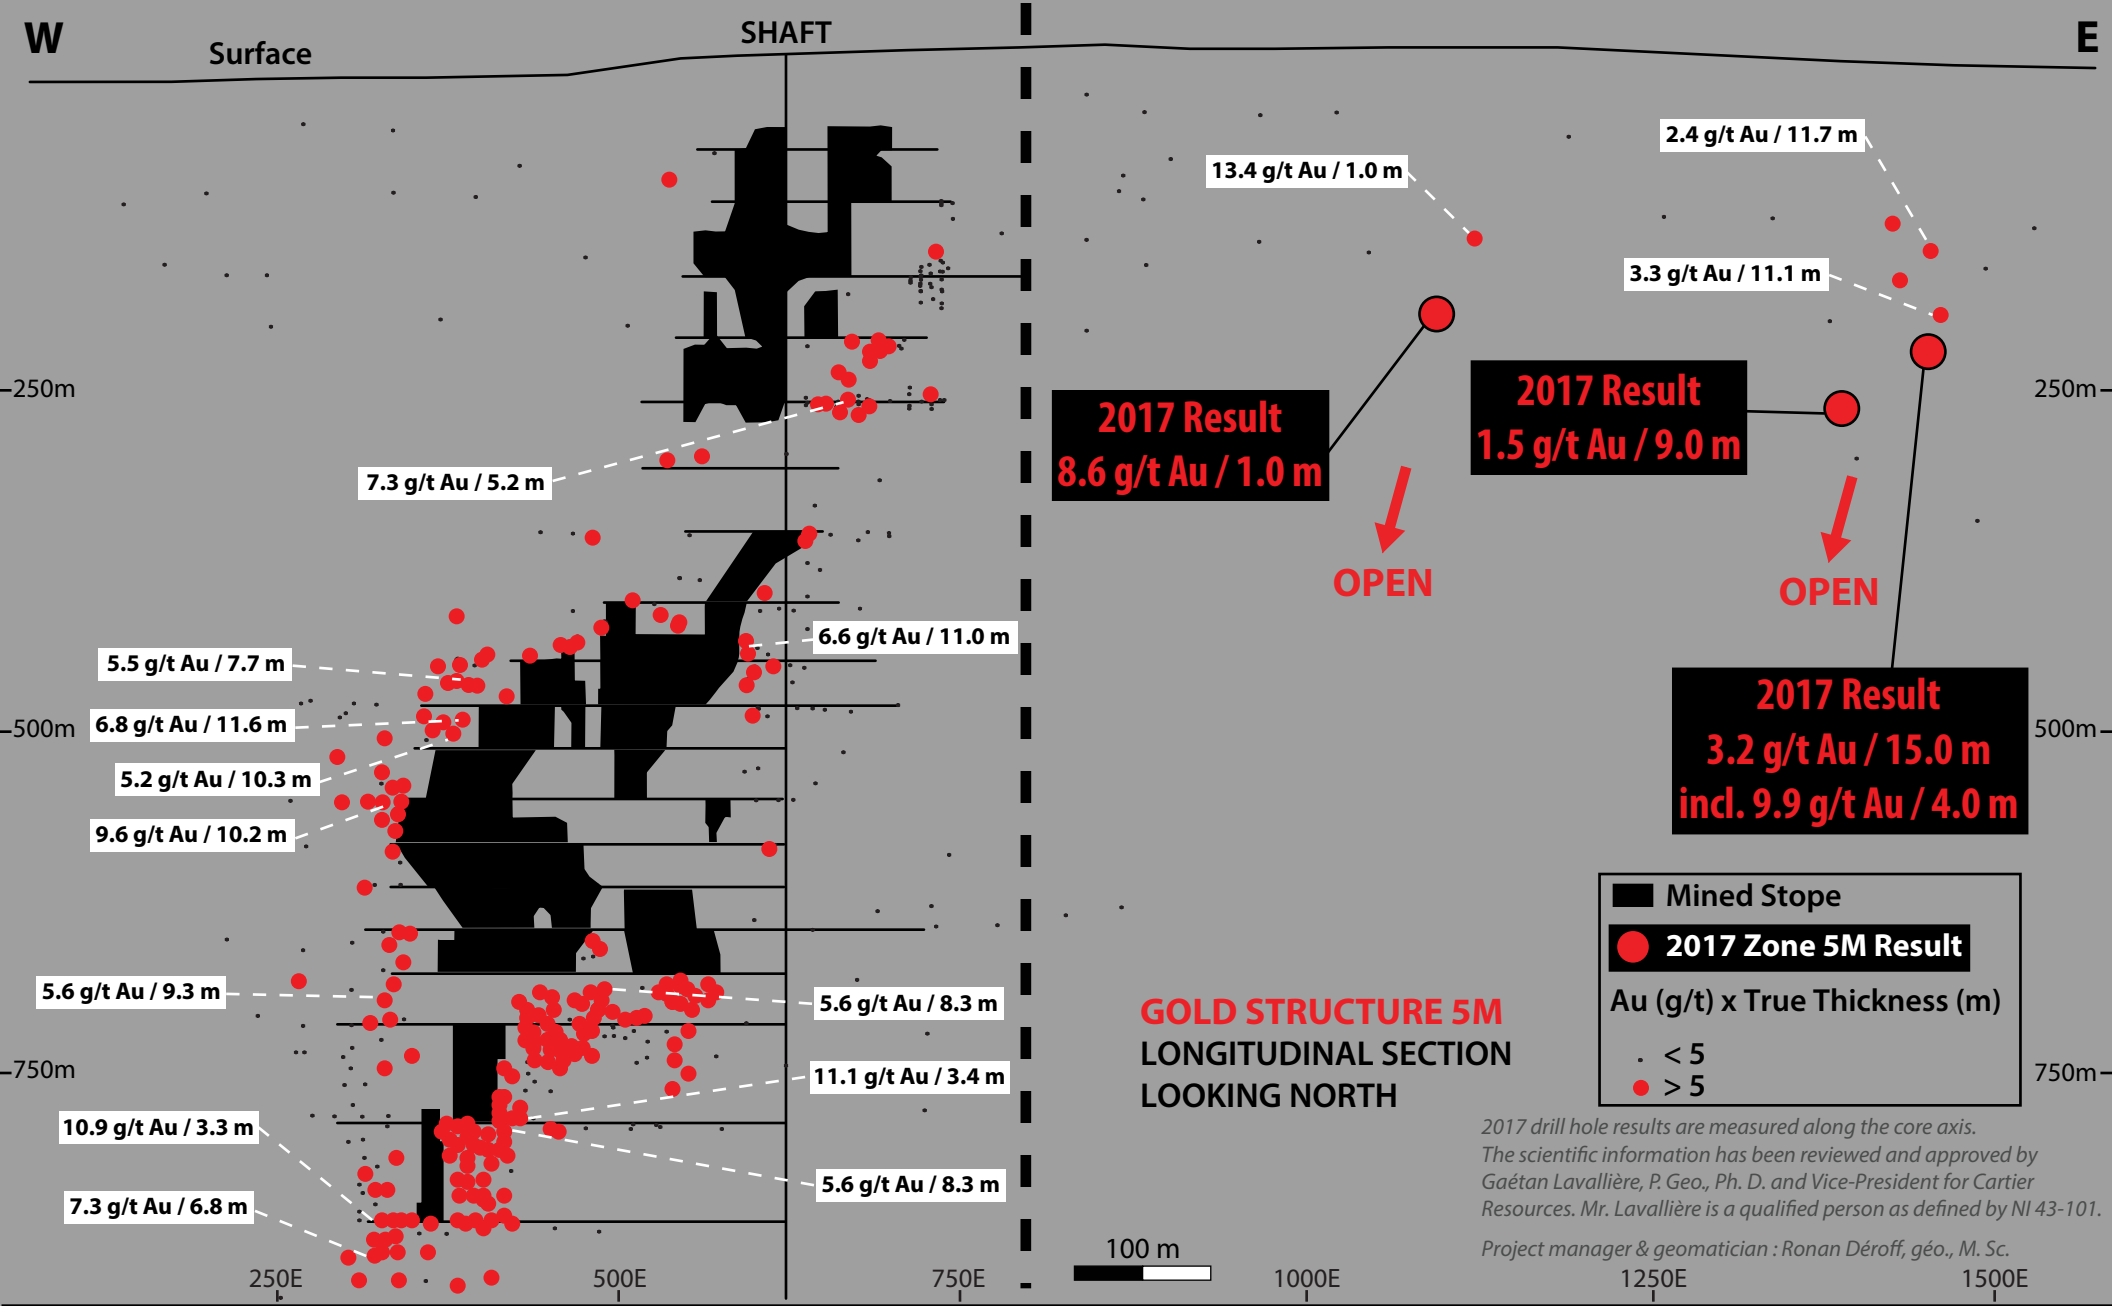 W
Surface
SHAFT
E
2.4 g/t Au / 11.7 m
13.4 g/t Au / 1.0 m
3.3 g/t Au / 11.1 m
250m
250m
2017 Result
8.6 g/t Au / 1.0 m
2017 Result
1.5 g/t Au / 9.0 m
7.3 g/t Au / 5.2 m
OPEN
OPEN
6.6 g/t Au / 11.0 m
5.5 g/t Au / 7.7 m
6.8 g/t Au / 11.6 m
500m
500m
2017 Result
3.2 g/t Au / 15.0 m
incl. 9.9 g/t Au / 4.0 m
5.2 g/t Au / 10.3 m
9.6 g/t Au / 10.2 m
Mined Stope
2017 Zone 5M Result
Au (g/t) x True Thickness (m)
< 5
> 5
5.6 g/t Au / 9.3 m
5.6 g/t Au / 8.3 m
GOLD STRUCTURE 5M
LONGITUDINAL SECTION
LOOKING NORTH
750m
750m
11.1 g/t Au / 3.4 m
10.9 g/t Au / 3.3 m
5.6 g/t Au / 8.3 m
7.3 g/t Au / 6.8 m
2017 drill hole results are measured along the core axis.
The scientific information has been reviewed and approved by
Gaétan Lavallière, P. Geo., Ph. D. and Vice-President for Cartier
Resources. Mr. Lavallière is a qualified person as defined by NI 43-101.
Project manager & geomatician : Ronan Déroff, géo., M. Sc.
100 m
250E
500E
750E
1000E
1250E
1500E